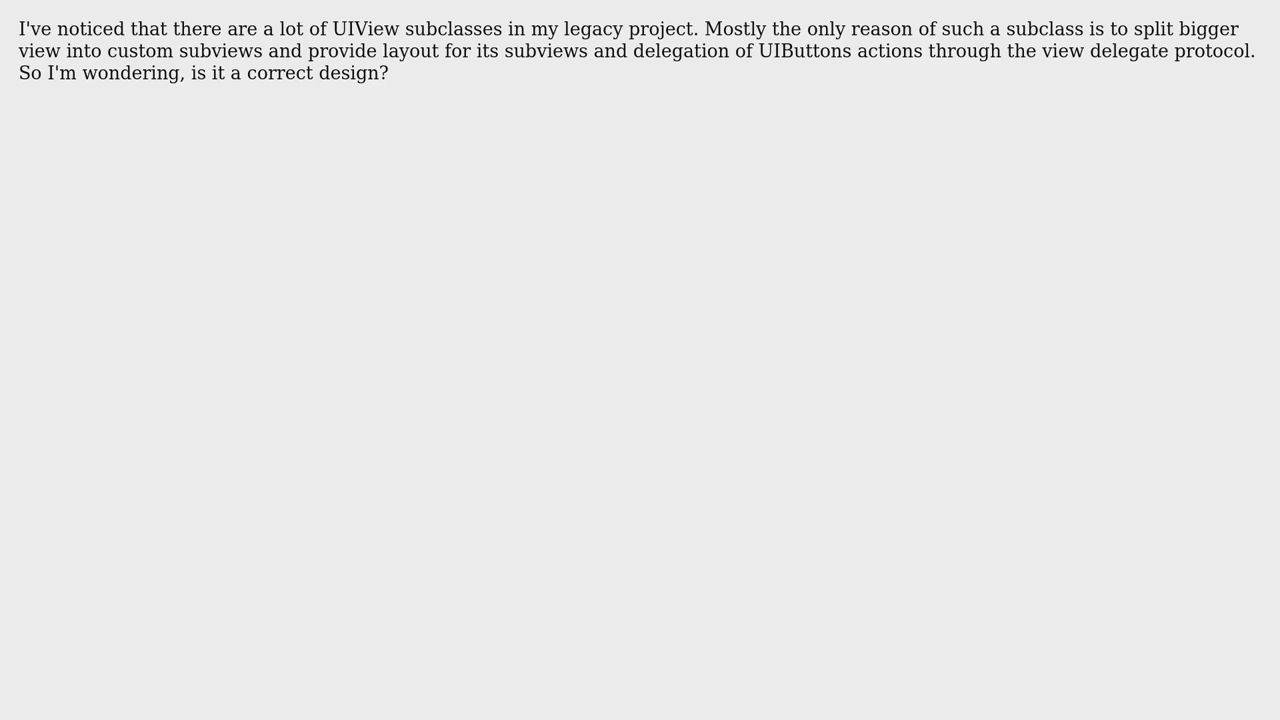 I've noticed that there are a lot of UIView subclasses in my legacy project. Mostly the only reason of such a subclass is to split bigger
view into custom subviews and provide layout for its subviews and delegation of UIButtons actions through the view delegate protocol.
So I'm wondering, is it a correct design?